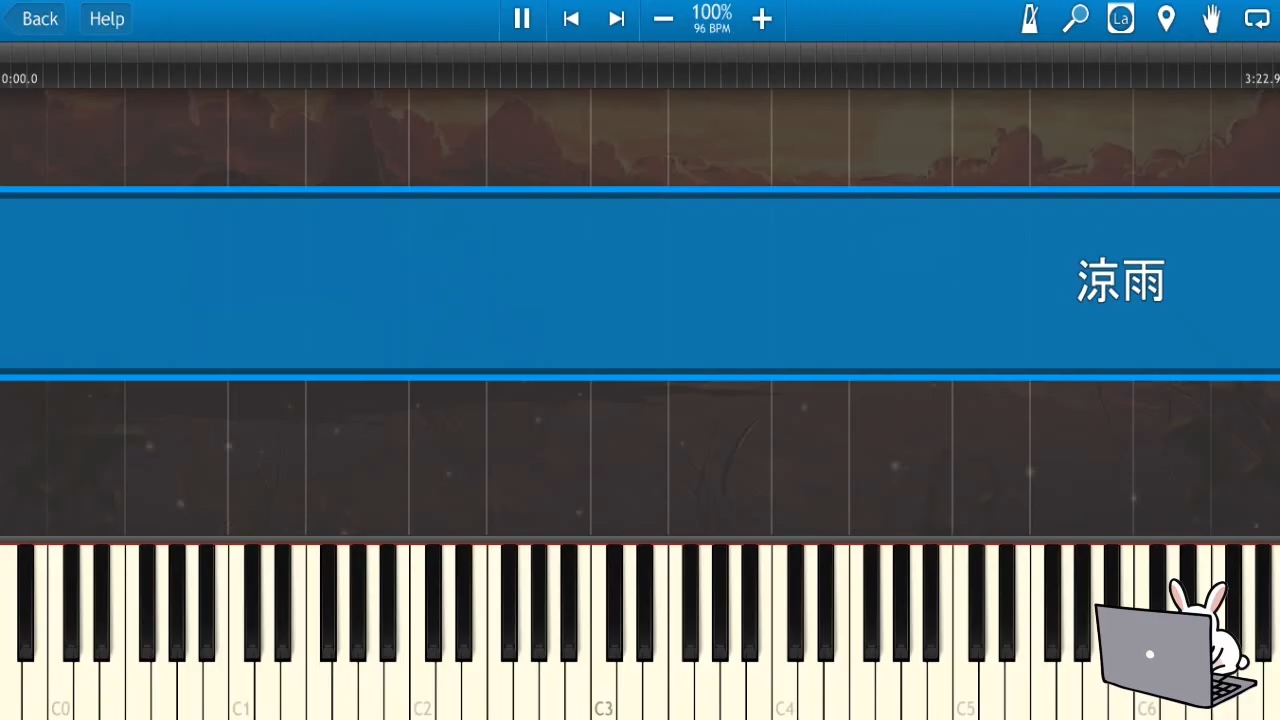 Back Help
100%
96 BPM
La
0:00.0 3:22.9
涼雨
C0 C1 C2 C3 C4 C5 C6